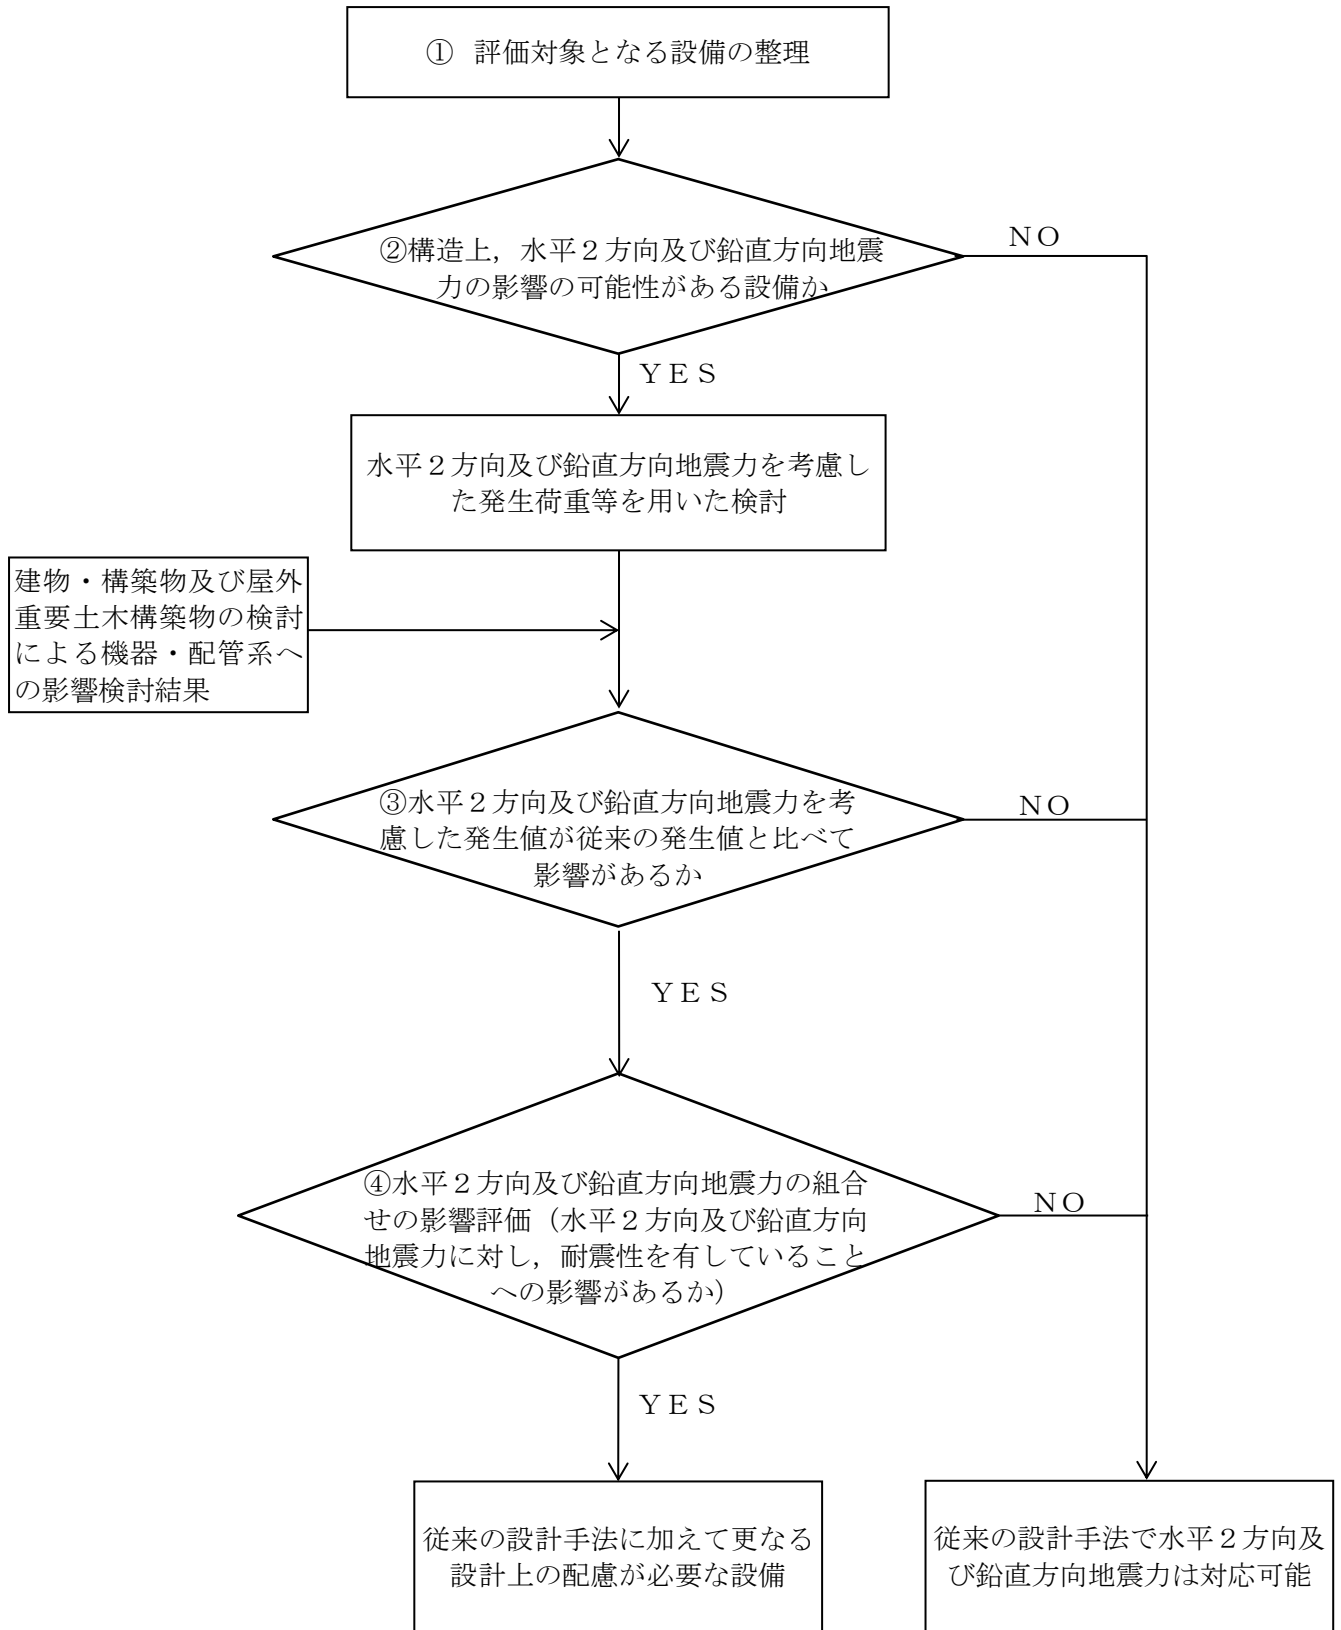 ① 評価対象となる設備の整理
②構造上，水平２方向及び鉛直方向地震
力の影響の可能性がある設備か
ＮＯ
ＹＥＳ
水平２方向及び鉛直方向地震力を考慮し
た発生荷重等を用いた検討
建物・構築物及び屋外
重要土木構築物の検討
による機器・配管系へ
の影響検討結果
③水平２方向及び鉛直方向地震力を考
慮した発生値が従来の発生値と比べて
影響があるか
ＮＯ
ＹＥＳ
④水平２方向及び鉛直方向地震力の組合
せの影響評価（水平２方向及び鉛直方向
地震力に対し，耐震性を有していること
への影響があるか）
ＮＯ
ＹＥＳ
従来の設計手法に加えて更なる
設計上の配慮が必要な設備
従来の設計手法で水平２方向及
び鉛直方向地震力は対応可能